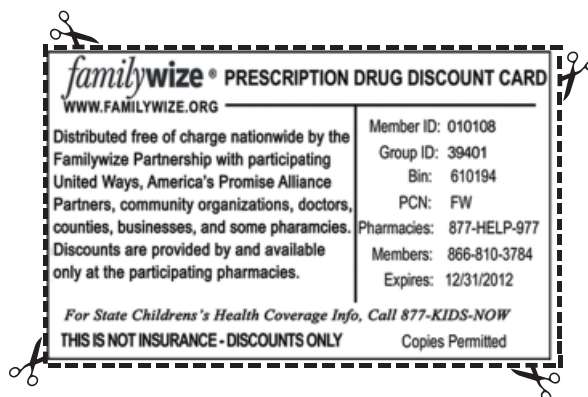 familywize ® PRESCRIPTION DRUG DISCOUNT CARD
WWW.FAMILYWIZE.ORG
Distributed free of charge nationwide by the
Familywize Partnership with participating
United Ways, America's Promise Alliance
Partners, community organizations, doctors,
counties, businesses, and some pharamcies.
Discounts are provided by and available
only at the participating pharmacies.
Member ID: 010108
Group ID: 39401
Bin: 610194
PCN: FW
Pharmacies: 877-HELP-977
Members: 866-810-3784
Expires: 12/31/2012
For State Childrens's Health Coverage Info, Call 877-KIDS-NOW
THIS IS NOT INSURANCE - DISCOUNTS ONLY
Copies Permitted